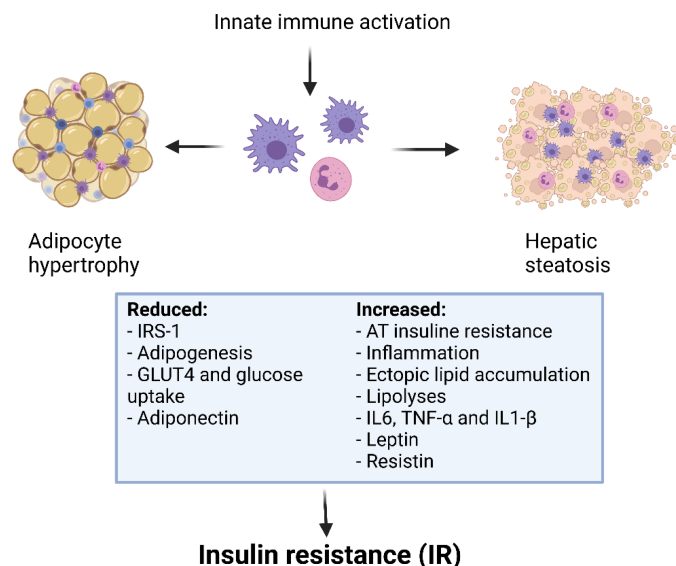 Innate immune activation
Adipocyte
hypertrophy
Hepatic
steatosis
Reduced:
- IRS-1
- Adipogenesis
- GLUT4 and glucose
uptake
- Adiponectin
Increased:
- AT insuline resistance
- Inflammation
- Ectopic lipid accumulation
- Lipolyses
- IL6, TNF-α and IL1-β
- Leptin
- Resistin
Insulin resistance (IR)